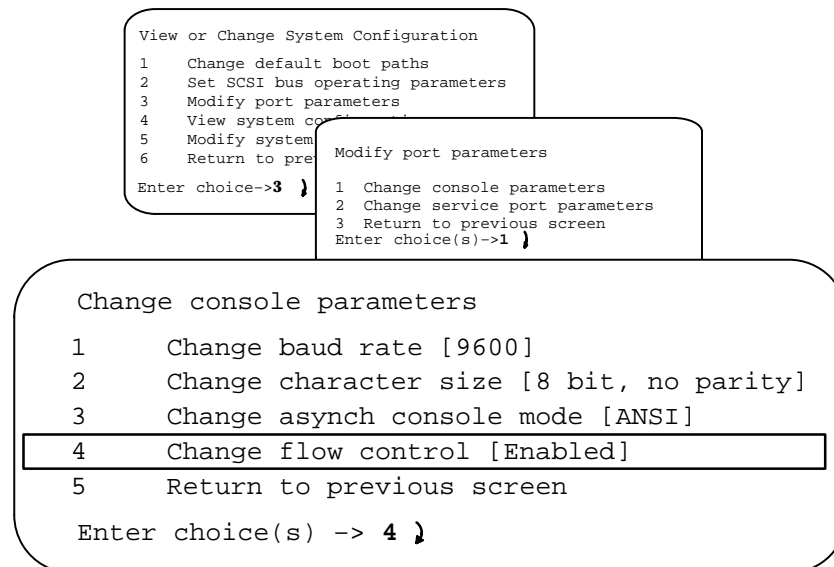 View or Change System Configuration
1 Change default boot paths
2 Set SCSI bus operating parameters
3 Modify port parameters
4 View system
5 Modify system
6 Return to
Enter choice->3
Modify port parameters
1 Change console parameters
2 Change service port parameters
3 Return to previous screen
Enter choice(s)->1
Change console parameters
1 Change baud rate [9600]
2 Change character size [8 bit, no parity]
3 Change asynch console mode [ANSI]
4 Change flow control [Enabled]
5 Return to previous screen
Enter choice(s) -> 4